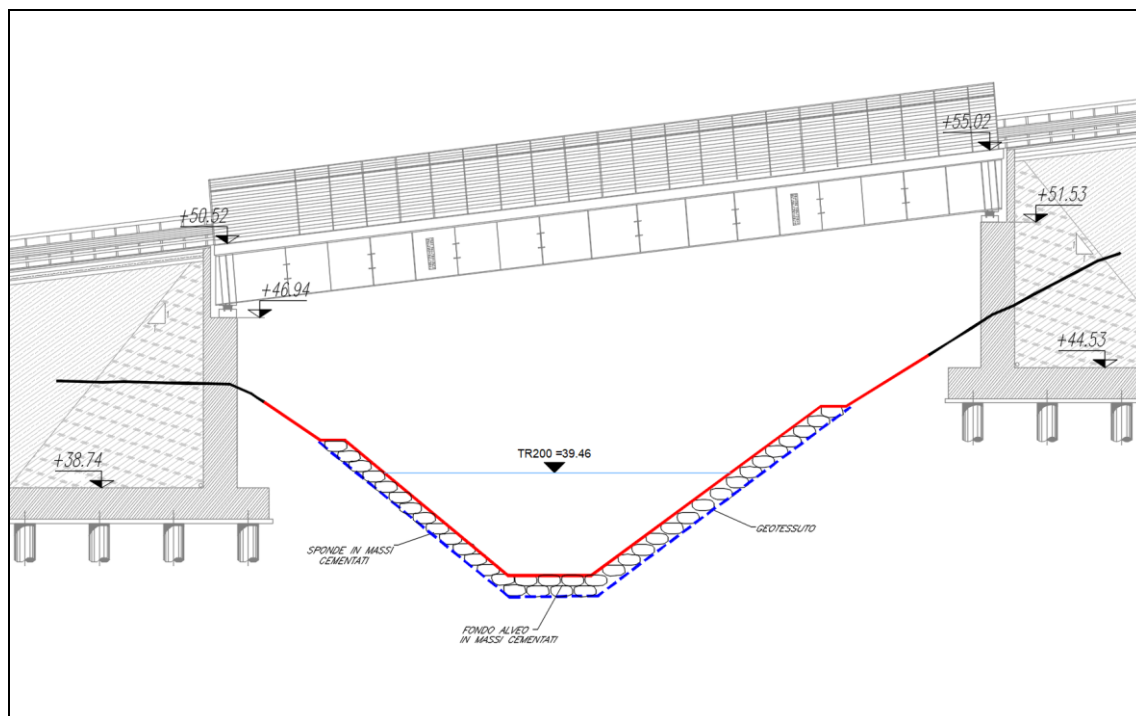 +55.02
+50.52
+51.53
+46.94
+44.53
TR200 =39.46
+38.74
GEOTESSUTO
SPONDE IN MASSI
CEMENTATI
FONDO ALVEO
IN MASSI CEMENTATI